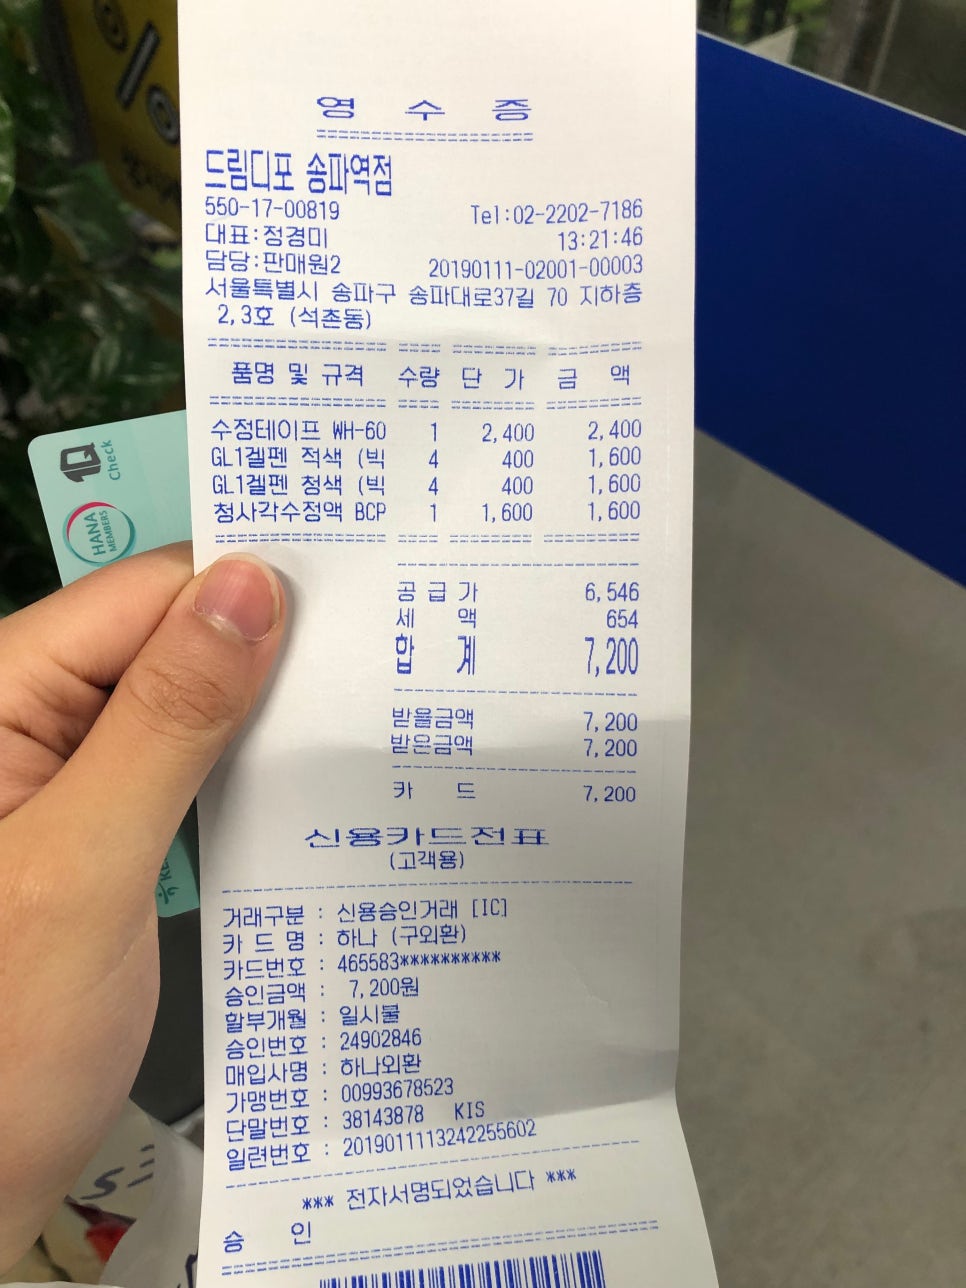 영 수 증
드림디포 송파역점
550-17-00819 Tel:02-2202-7186
대표:정경미 13:21:46
담당:판매원2 20190111-02001-00003
서울특별시 송파구 송파대로37길 70 지하층
2,3호 (석촌동)
품명 및 규격 수량 단 가 금 액
수정테이프 WH-60 1 2,400 2,400
GL1겔펜 적색 (빅 4 400 1,600
GL1겔펜 청색 (빅 4 400 1,600
청사각수정액 BCP 1 1,600 1,600
공 급 가 6,546
세 액 654
합 계 7,200
받을금액 7,200
받은금액 7,200
카 드 7,200
신용카드전표
(고객용)
거래구분 : 신용승인거래 [IC]
카 드 명 : 하나 (구외환)
카드번호 : 465583**********
승인금액 : 7,200원
할부개월 : 일시불
승인번호 : 24902846
매입사명 : 하나외환
가맹번호 : 00993678523
단말번호 : 38143878 KIS
일련번호 : 2019011113242255602
*** 전자서명되었습니다 ***
승 인
1Q
Check
HANA
MEMBERS